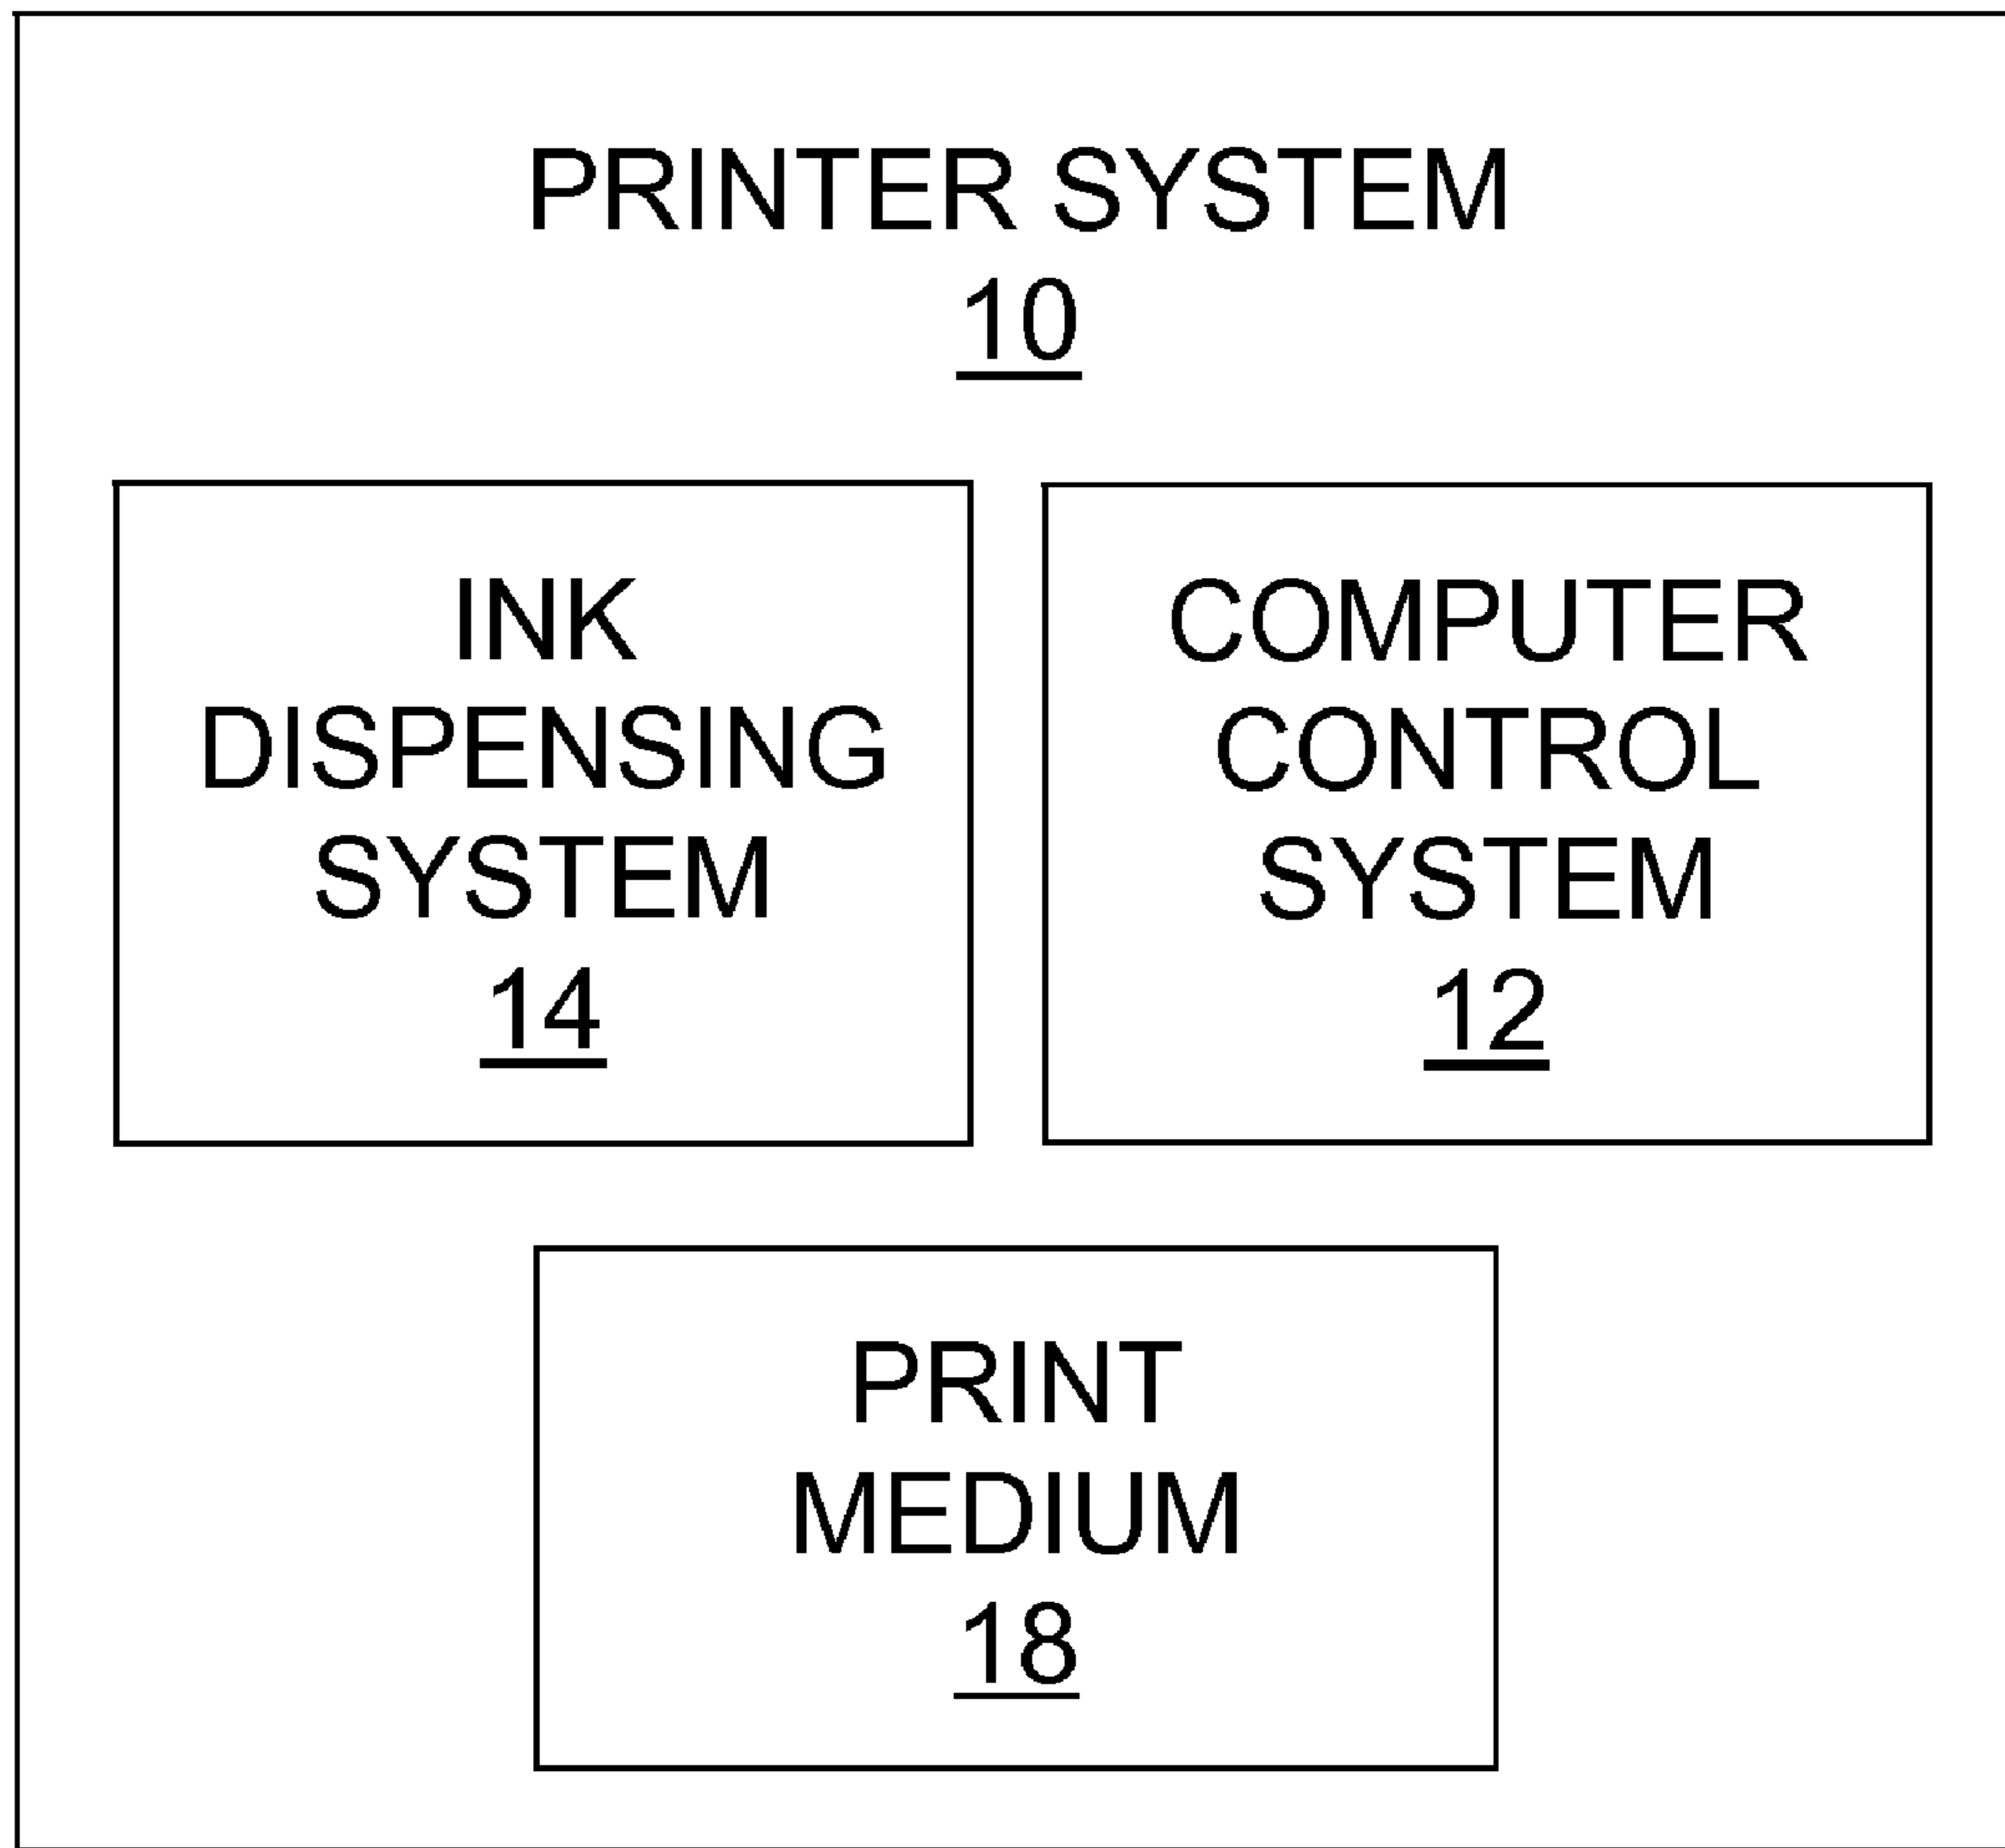 PRINTER SYSTEM
10
INK
DISPENSING
SYSTEM
14
COMPUTER
CONTROL
SYSTEM
12
PRINT
MEDIUM
18